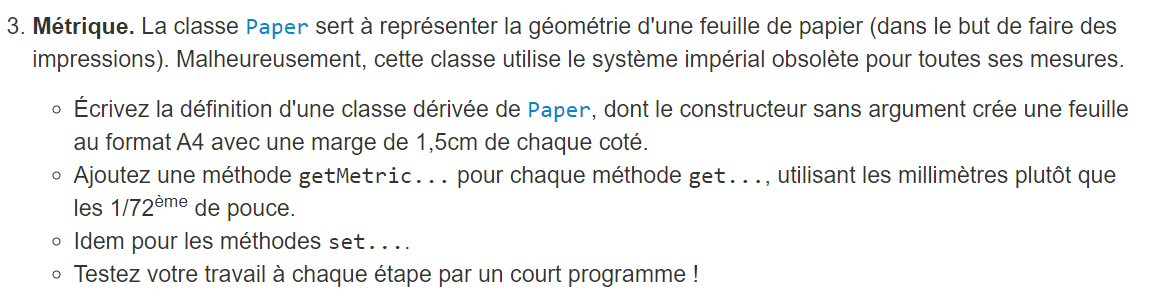 3. Métrique. La classe Paper sert à représenter la géométrie d'une feuille de papier (dans le but de faire des
impressions). Malheureusement, cette classe utilise le système impérial obsolète pour toutes ses mesures.
◦ Écrivez la définition d'une classe dérivée de Paper, dont le constructeur sans argument crée une feuille
au format A4 avec une marge de 1,5cm de chaque coté.
◦ Ajoutez une méthode getMetric... pour chaque méthode get..., utilisant les millimètres plutôt que
les 1/72ème de pouce.
◦ Idem pour les méthodes set....
◦ Testez votre travail à chaque étape par un court programme !